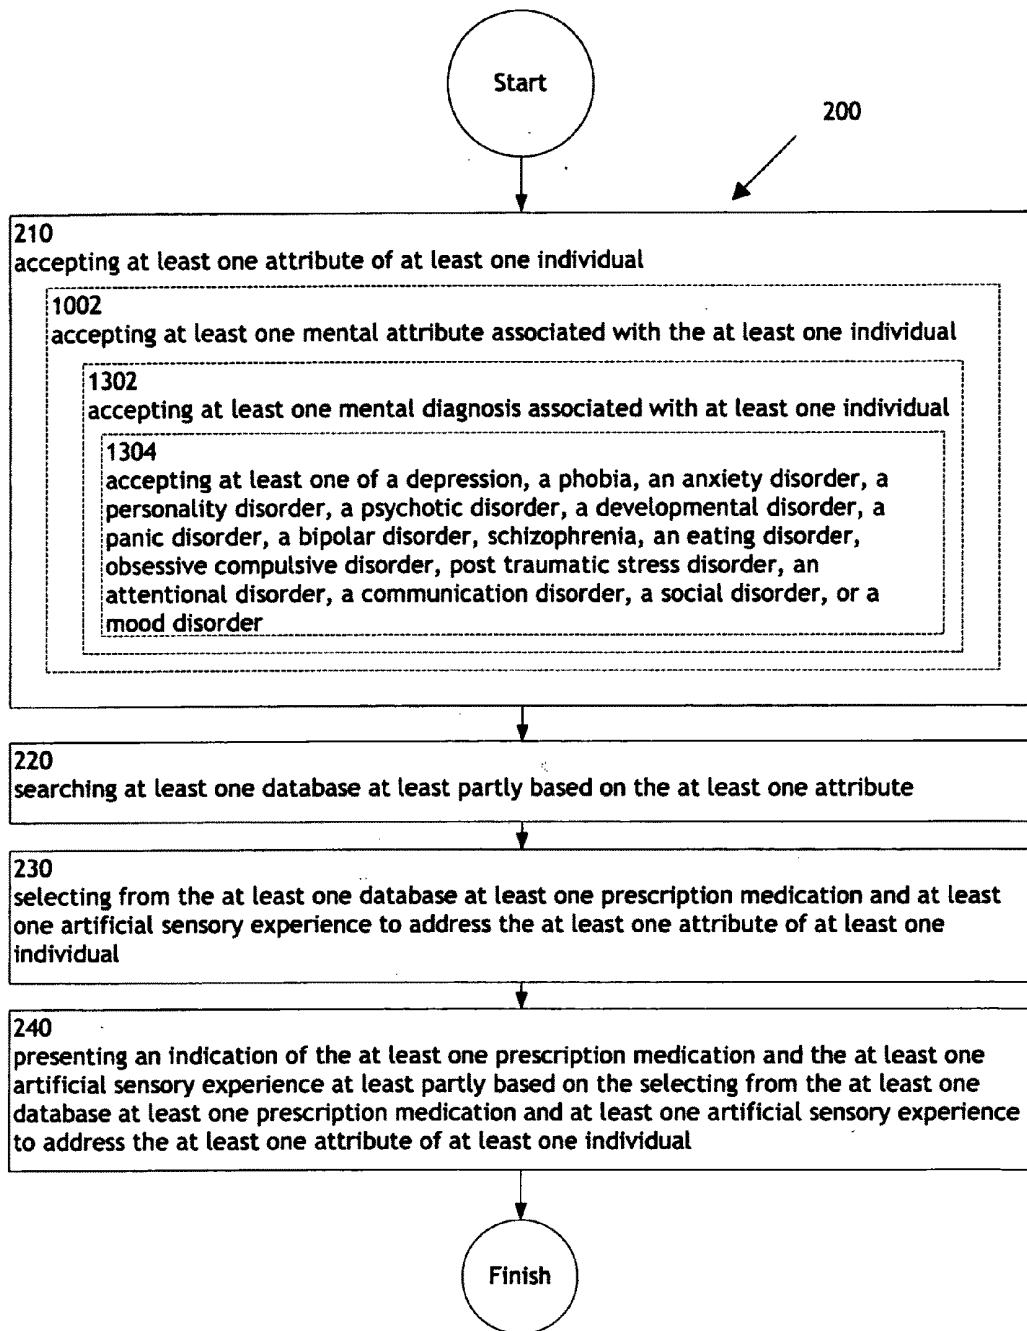 Start
200
210
accepting at least one attribute of at least one individual
1002
accepting at least one mental attribute associated with the at least one individual
1302
accepting at least one mental diagnosis associated with at least one individual
1304
accepting at least one of a depression, a phobia, an anxiety disorder, a
personality disorder, a psychotic disorder, a developmental disorder, a
panic disorder, a bipolar disorder, schizophrenia, an eating disorder,
obsessive compulsive disorder, post traumatic stress disorder, an
attentional disorder, a communication disorder, a social disorder, or a
mood disorder
220
searching at least one database at least partly based on the at least one attribute
230
selecting from the at least one database at least one prescription medication and at least
one artificial sensory experience to address the at least one attribute of at least one
individual
240
presenting an indication of the at least one prescription medication and the at least one
artificial sensory experience at least partly based on the selecting from the at least one
database at least one prescription medication and at least one artificial sensory experience
to address the at least one attribute of at least one individual
Finish